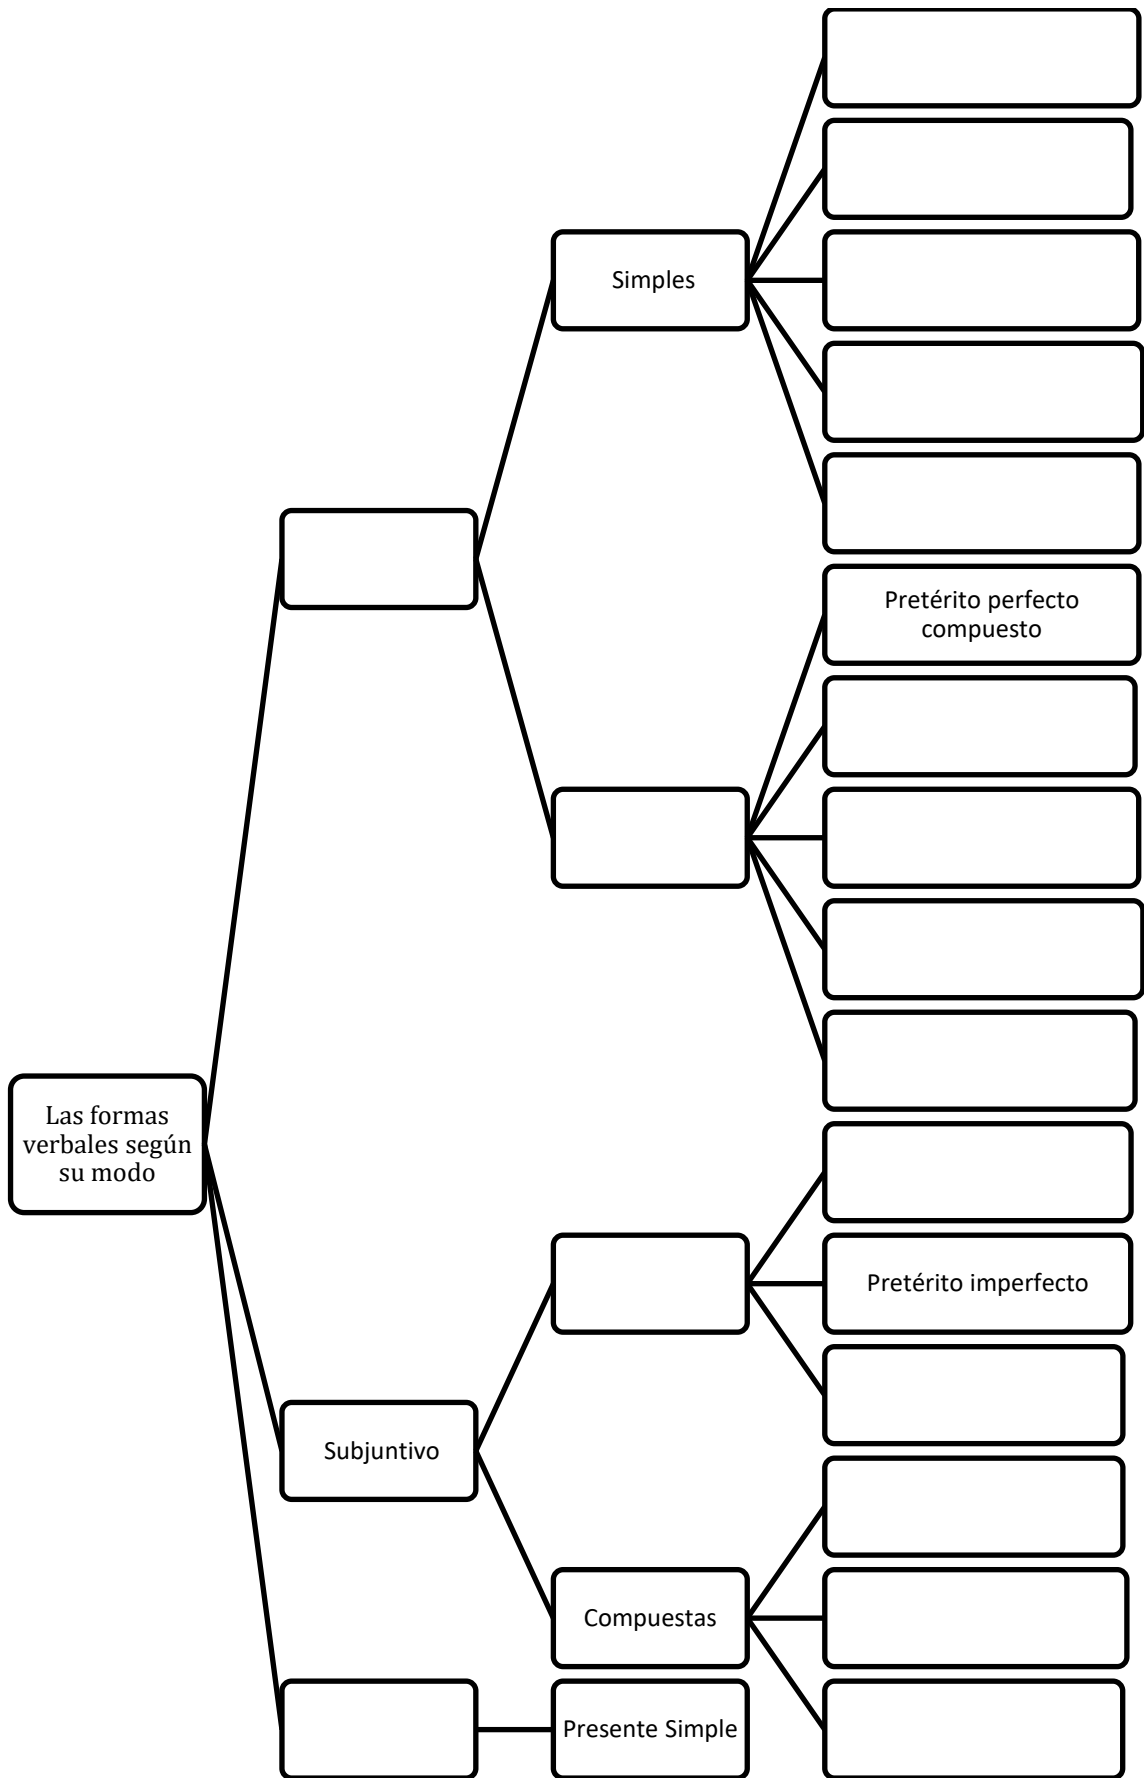 Simples
Pretérito perfecto
compuesto
Las formas
verbales según
su modo
Pretérito imperfecto
Subjuntivo
Compuestas
Presente Simple